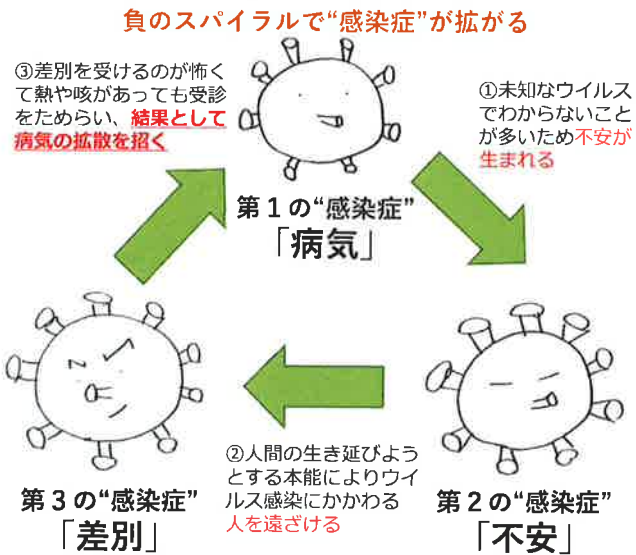 負のスパイラルで“感染症”が拡がる
①未知なウイルス
でわからないこと
が多いため不安が
生まれる
③差別を受けるのが怖く
て熱や咳があっても受診
をためらい、結果として
病気の拡散を招く
第１の“感染症”
「病気」
②人間の生き延びよう
とする本能によりウイ
ルス感染にかかわる
人を遠ざける
第２の“感染症”
「不安」
第３の“感染症”
「差別」